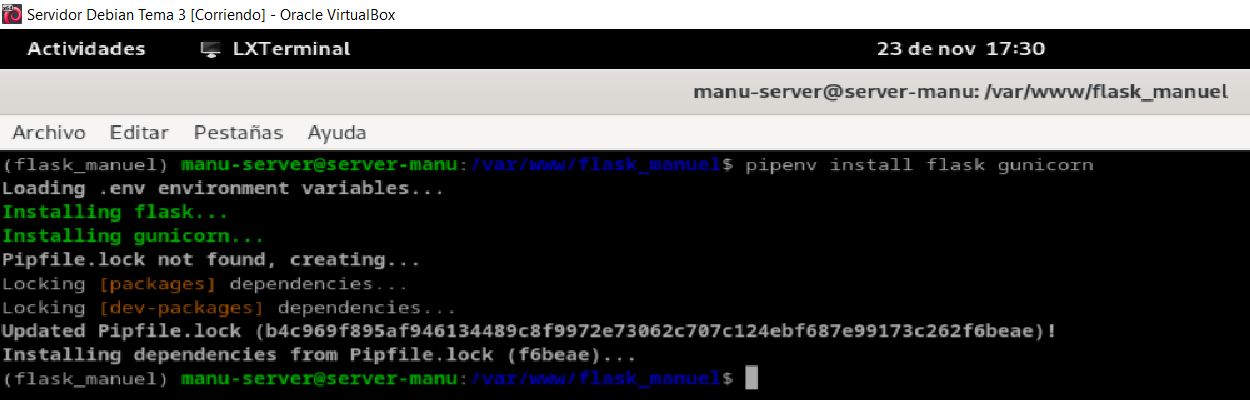 Servidor Debian Tema 3 [Corriendo] - Oracle VirtualBox
Actividades LXTerminal 23 de nov 17:30
manu-server@server-manu: /var/www/flask_manuel
Archivo Editar Pestañas Ayuda
(flask_manuel) manu-server@server-manu:/var/www/flask_manuel$ pipenv install flask gunicorn
Loading .env environment variables...
Installing flask...
Installing gunicorn...
Pipfile.lock not found, creating...
Locking [packages] dependencies...
Locking [dev-packages] dependencies...
Updated Pipfile.lock (b4c969f895af946134489c8f9972e73062c707c124ebf687e99173c262f6beae)!
Installing dependencies from Pipfile.lock (f6beae)...
(flask_manuel) manu-server@server-manu:/var/www/flask_manuel$